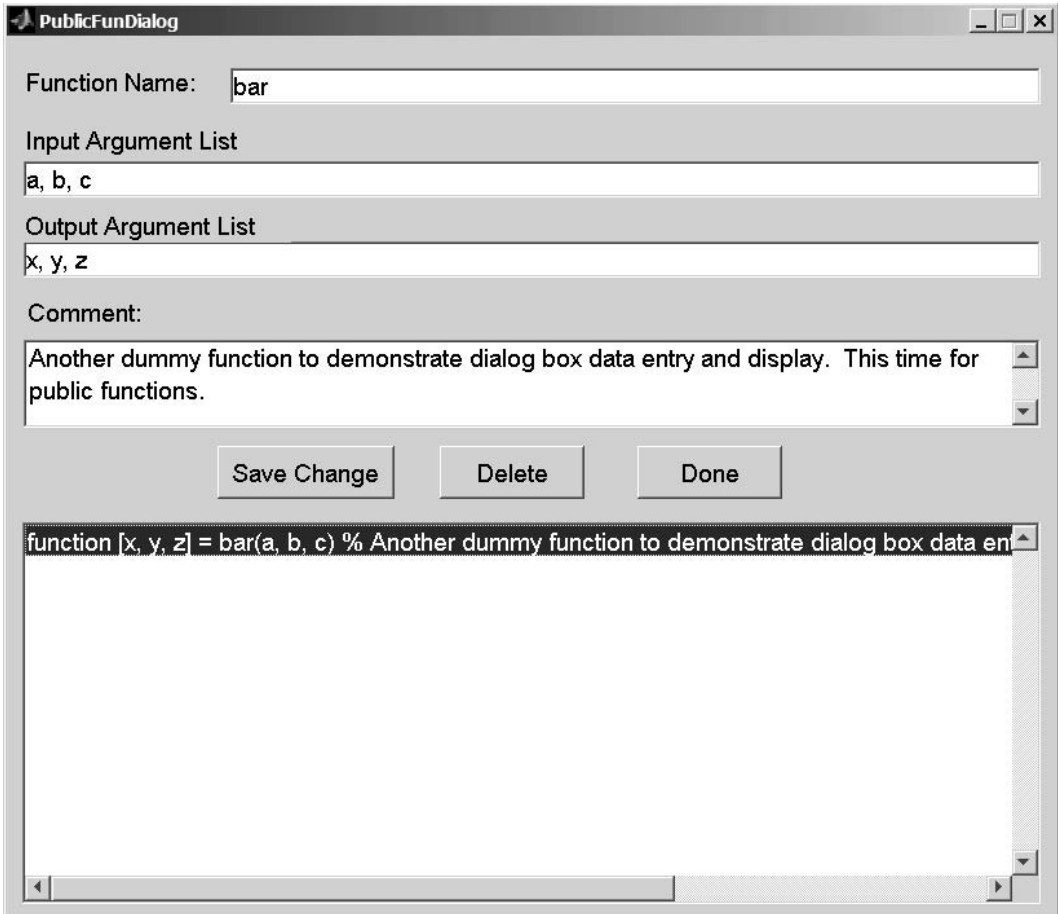 PublicFunDialog
Function Name:
bar
Input Argument List
a, b, c
Output Argument List
x, y, z
Comment:
Another dummy function to demonstrate dialog box data entry and display.  This time for
public functions.
Save Change
Delete
Done
function [x, y, z] = bar(a, b, c) % Another dummy function to demonstrate dialog box data ent